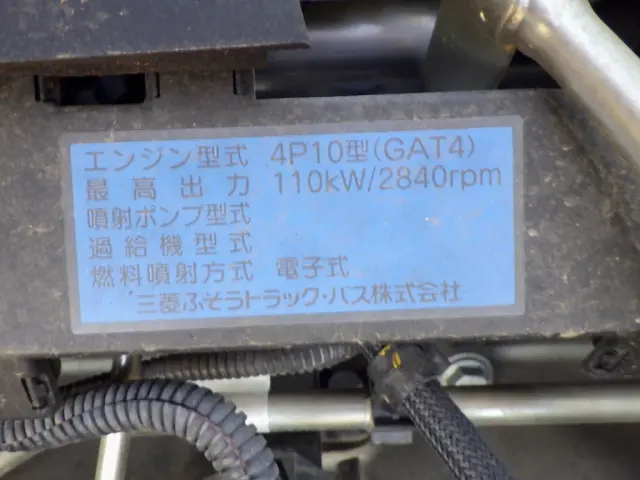 エンジン型式 4P10型(GAT4)
最高出力 110kW/2840rpm
噴射ポンプ型式
過給機型式
燃料噴射方式 電子式
三菱ふそうトラック・バス株式会社